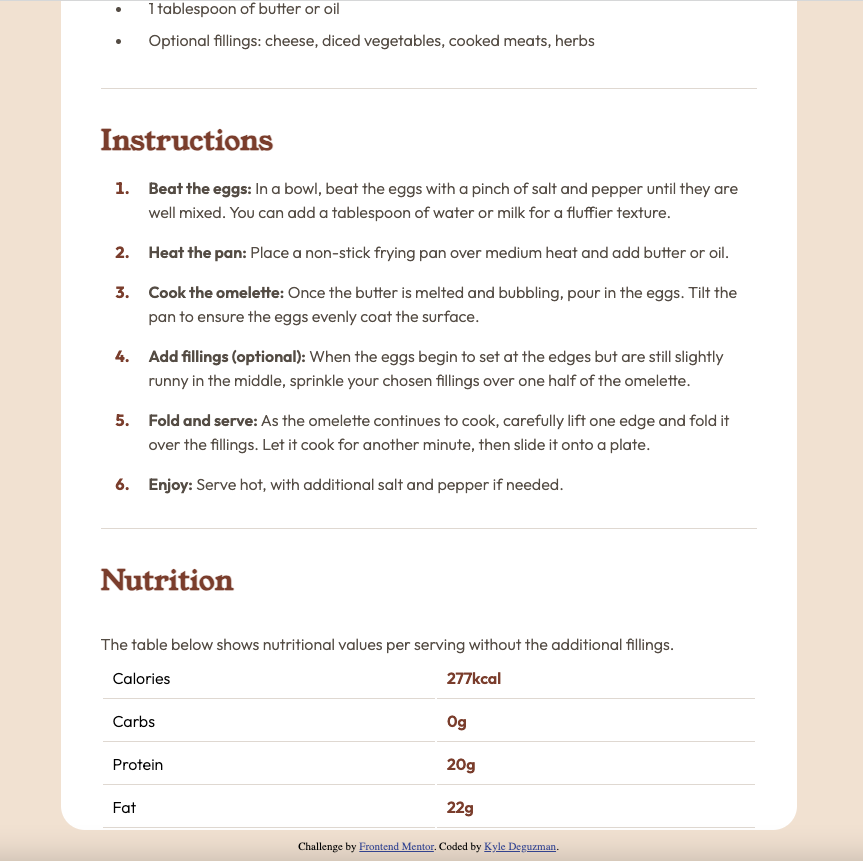 • 1 tablespoon of butter or oil
• Optional fillings: cheese, diced vegetables, cooked meats, herbs
Instructions
1. Beat the eggs: In a bowl, beat the eggs with a pinch of salt and pepper until they are
well mixed. You can add a tablespoon of water or milk for a fluffier texture.
2. Heat the pan: Place a non-stick frying pan over medium heat and add butter or oil.
3. Cook the omelette: Once the butter is melted and bubbling, pour in the eggs. Tilt the
pan to ensure the eggs evenly coat the surface.
4. Add fillings (optional): When the eggs begin to set at the edges but are still slightly
runny in the middle, sprinkle your chosen fillings over one half of the omelette.
5. Fold and serve: As the omelette continues to cook, carefully lift one edge and fold it
over the fillings. Let it cook for another minute, then slide it onto a plate.
6. Enjoy: Serve hot, with additional salt and pepper if needed.
Nutrition
The table below shows nutritional values per serving without the additional fillings.
Calories 277kcal
Carbs 0g
Protein 20g
Fat 22g
Challenge by Frontend Mentor. Coded by Kyle Deguzman.